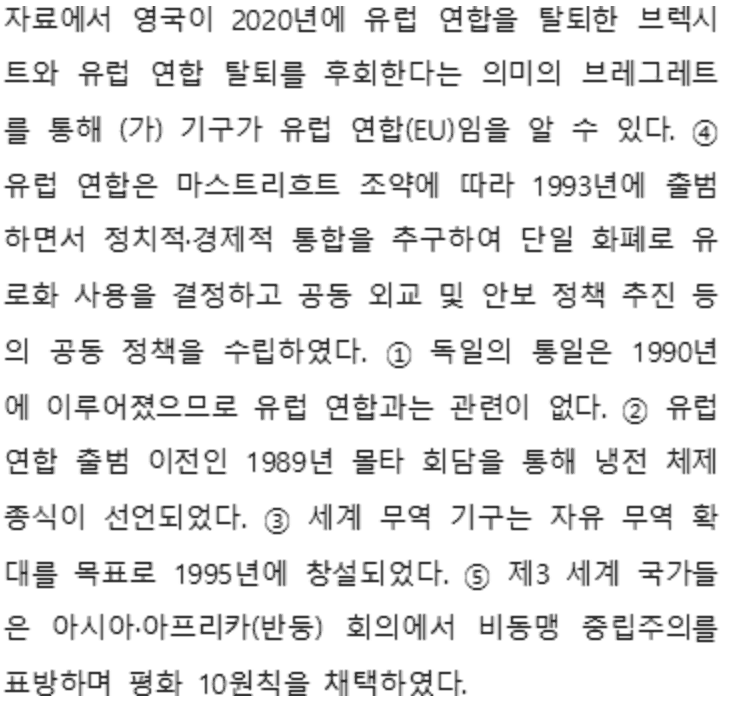 자료에서 영국이 2020년에 유럽 연합을 탈퇴한 브렉시
트와 유럽 연합 탈퇴를 후회한다는 의미의 브레그레트
를 통해 (가) 기구가 유럽 연합(EU)임을 알 수 있다. ④
유럽 연합은 마스트리흐트 조약에 따라 1993년에 출범
하면서 정치적·경제적 통합을 추구하여 단일 화폐로 유
로화 사용을 결정하고 공동 외교 및 안보 정책 추진 등
의 공동 정책을 수립하였다. ① 독일의 통일은 1990년
에 이루어졌으므로 유럽 연합과는 관련이 없다. ② 유럽
연합 출범 이전인 1989년 몰타 회담을 통해 냉전 체제
종식이 선언되었다. ③ 세계 무역 기구는 자유 무역 확
대를 목표로 1995년에 창설되었다. ⑤ 제3 세계 국가들
은 아시아·아프리카(반둥) 회의에서 비동맹 중립주의를
표방하며 평화 10원칙을 채택하였다.